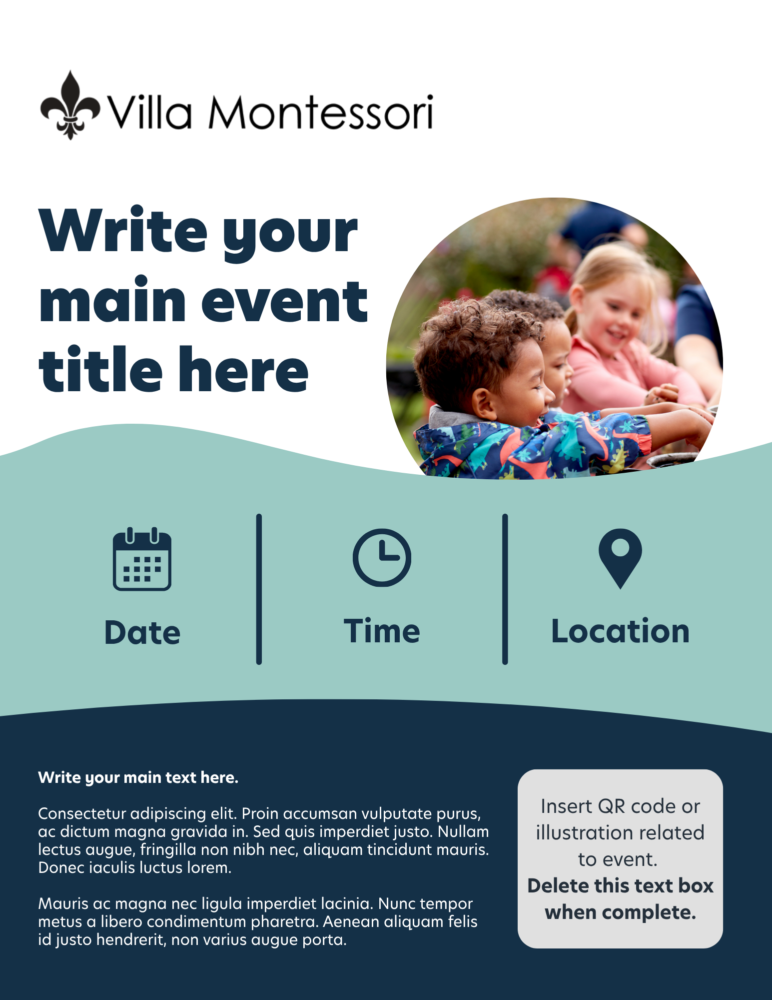 Villa Montessori
Write your
main event
title here
Date
Time
Location
Write your main text here.
Consectetur adipiscing elit. Proin accumsan vulputate purus,
ac dictum magna gravida in. Sed quis imperdiet justo. Nullam
lectus augue, fringilla non nibh nec, aliquam tincidunt mauris.
Donec iaculis luctus lorem.
Mauris ac magna nec ligula imperdiet lacinia. Nunc tempor
metus a libero condimentum pharetra. Aenean aliquam felis
id justo hendrerit, non varius augue porta.
Insert QR code or
illustration related
to event.
Delete this text box
when complete.